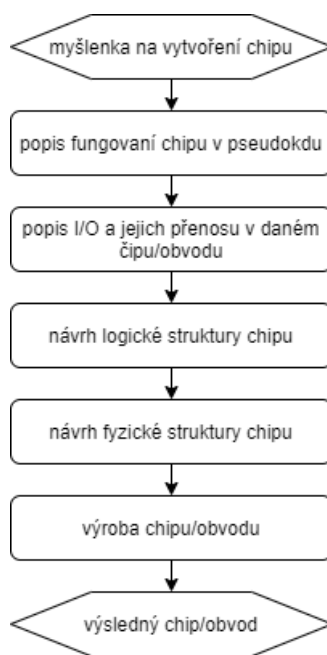 myšlenka na vytvoření chipu
popis fungovaní chipu v pseudokdu
popis I/O a jejich přenosu v daném
čipu/obvodu
návrh logické struktury chipu
návrh fyzické struktury chipu
výroba chipu/obvodu
výsledný chip/obvod